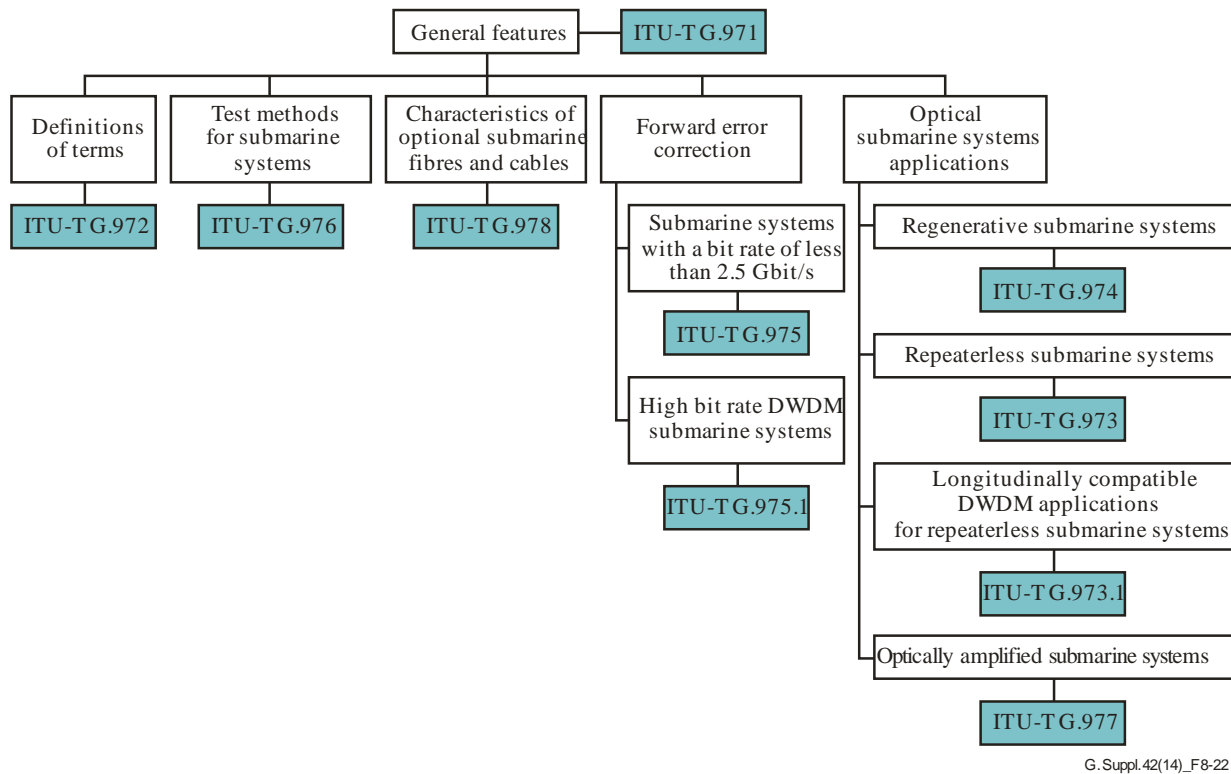 General features
ITU-T G.971
Definitions
of terms
Test methods
for submarine
systems
Characteristics of
optional submarine
fibres and cables
Forward error
correction
Optical
submarine systems
applications
ITU-T G.972
ITU-T G.976
ITU-T G.978
Submarine systems
with a bit rate of less
than 2.5 Gbit/s
ITU-T G.975
High bit rate DWDM
submarine systems
ITU-T G.975.1
Regenerative submarine systems
ITU-T G.974
Repeaterless submarine systems
ITU-T G.973
Longitudinally compatible
DWDM applications
for repeaterless submarine systems
ITU-T G.973.1
Optically amplified submarine systems
ITU-T G.977
G.Suppl.42(14)_F8-22